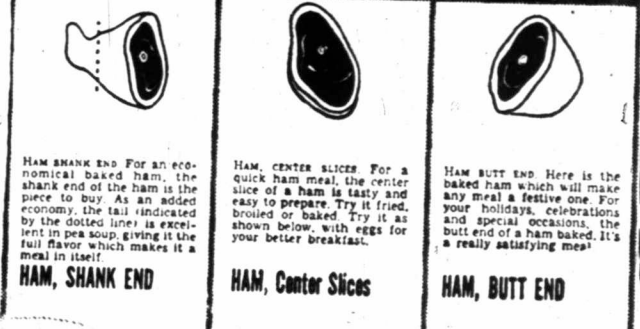 HAM SHANK END For an eco-
nomical baked ham, the
shank end of the ham is the
piece to buy. As an added
economy, the tail (indicated
by the dotted line) is excel-
lent in pea soup, giving it the
full flavor which makes it a
meal in itself.
HAM, SHANK END
HAM, CENTER SLICES. For a
quick ham meal, the center
slice of a ham is tasty and
easy to prepare. Try it fried,
broiled or baked. Try it as
shown below, with eggs for
your better breakfast.
HAM, Center Slices
HAM BUTT END. Here is the
baked ham which will make
any meal a festive one. For
your holidays, celebrations
and special occasions, the
butt end of a ham baked. It's
a really satisfying meal
HAM, BUTT END